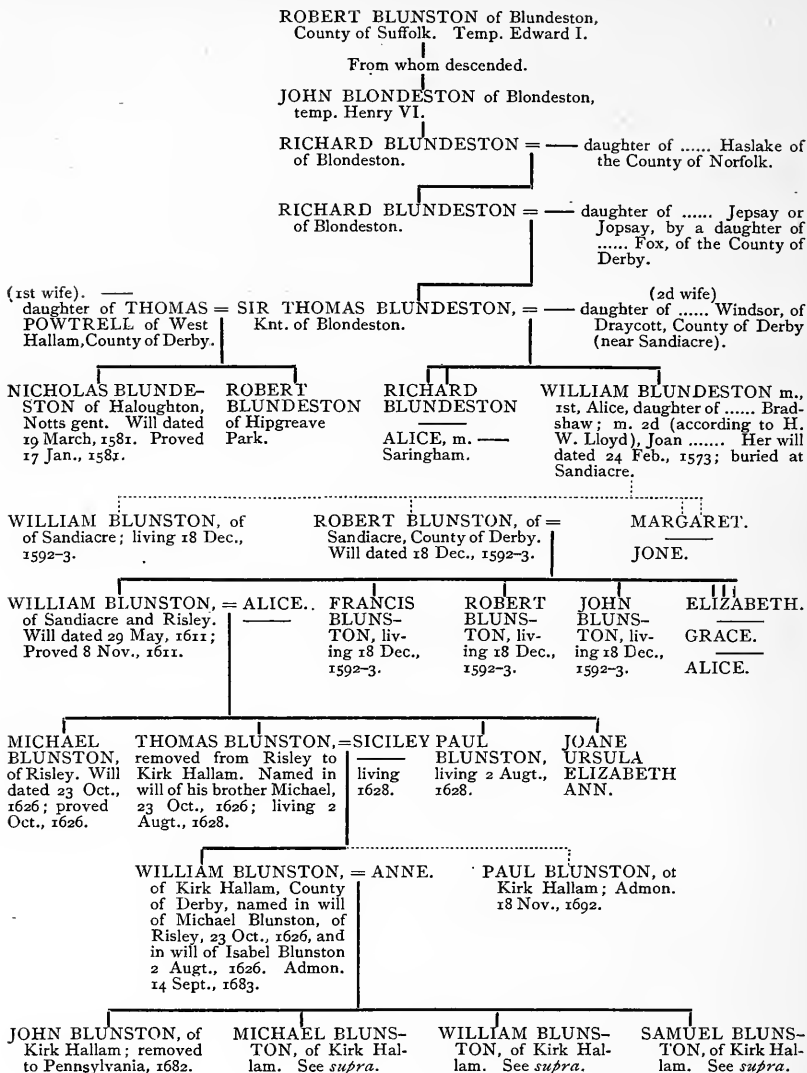 ROBERT BLUNSTON of Blundeston,
County of Suffolk. Temp. Edward I.
From whom descended.
JOHN BLONDESTON of Blondeston,
temp. Henry VI.
RICHARD BLUNDESTON = — daughter of ...... Haslake of
of Blondeston.
the County of Norfolk.
RICHARD BLUNDESTON = — daughter of ...... Jepsay or
of Blondeston.
Jopsay, by a daughter of
...... Fox, of the County of
Derby.
(1st wife). —
daughter of THOMAS =
POWTRELL of West
Hallam, County of Derby.
SIR THOMAS BLUNDESTON, =
Knt. of Blondeston.
(2d wife)
— daughter of ...... Windsor, of
Draycott, County of Derby
(near Sandiacre).
NICHOLAS BLUNDE-
STON of Haloughton,
Notts gent. Will dated
19 March, 1581. Proved
17 Jan., 1581.
ROBERT
BLUNDESTON
of Hipgreave
Park.
RICHARD
BLUNDESTON
ALICE, m. —
Saringham.
WILLIAM BLUNDESTON m.,
1st, Alice, daughter of ...... Brad-
shaw; m. 2d (according to H.
W. Lloyd), Joan ....... Her will
dated 24 Feb., 1573; buried at
Sandiacre.
WILLIAM BLUNSTON, of
of Sandiacre; living 18 Dec.,
1592-3.
ROBERT BLUNSTON, of =
Sandiacre, County of Derby.
Will dated 18 Dec., 1592-3.
MARGARET.
JONE.
WILLIAM BLUNSTON, = ALICE..
of Sandiacre and Risley.
Will dated 29 May, 1611;
Proved 8 Nov., 1611.
FRANCIS
BLUNS-
TON, liv-
ing 18 Dec.,
1592-3.
ROBERT
BLUNS-
TON, liv-
ing 18 Dec.,
1592-3.
JOHN
BLUNS-
TON, liv-
ing 18 Dec.,
1592-3.
ELIZABETH.
GRACE.
ALICE.
MICHAEL
BLUNSTON,
of Risley. Will
dated 23 Oct.,
1626; proved
Oct., 1626.
THOMAS BLUNSTON, =
removed from Risley to
Kirk Hallam. Named in
will of his brother Michael,
23 Oct., 1626; living 2
Augt., 1628.
SICILEY
living
1628.
PAUL
BLUNSTON,
living 2 Augt.,
1628.
JOANE
URSULA
ELIZABETH
ANN.
WILLIAM BLUNSTON, = ANNE.
of Kirk Hallam, County
of Derby, named in will
of Michael Blunston, of
Risley, 23 Oct., 1626, and
in will of Isabel Blunston
2 Augt., 1626. Admon.
14 Sept., 1683.
PAUL BLUNSTON, ot
Kirk Hallam; Admon.
18 Nov., 1692.
JOHN BLUNSTON, of
Kirk Hallam; removed
to Pennsylvania, 1682.
MICHAEL BLUNS-
TON, of Kirk Hal-
lam. See supra.
WILLIAM BLUNS-
TON, of Kirk Hal-
lam. See supra.
SAMUEL BLUNS-
TON, of Kirk Hal-
lam. See supra.